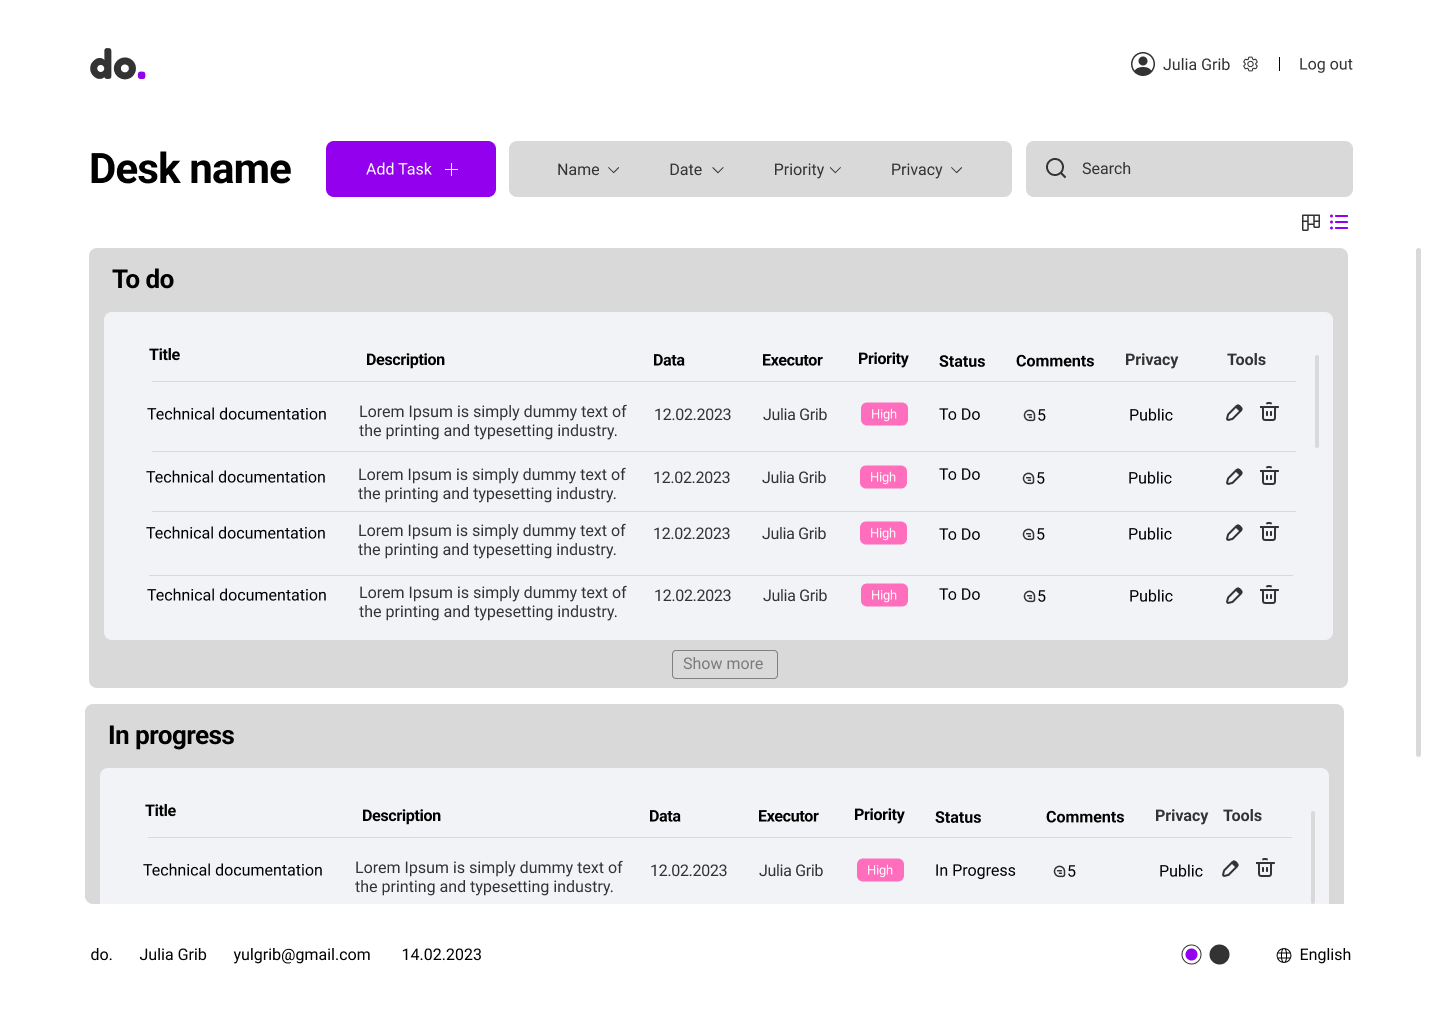 do.
Julia Grib | Log out
Desk name
Add Task +
Name Date Priority Privacy
Search
To do
Title Description Data Executor Priority Status Comments Privacy Tools
Technical documentation Lorem Ipsum is simply dummy text of 12.02.2023 Julia Grib High To Do 5 Public
the printing and typesetting industry.
Technical documentation Lorem Ipsum is simply dummy text of 12.02.2023 Julia Grib High To Do 5 Public
the printing and typesetting industry.
Technical documentation Lorem Ipsum is simply dummy text of 12.02.2023 Julia Grib High To Do 5 Public
the printing and typesetting industry.
Technical documentation Lorem Ipsum is simply dummy text of 12.02.2023 Julia Grib High To Do 5 Public
the printing and typesetting industry.
Show more
In progress
Title Description Data Executor Priority Status Comments Privacy Tools
Technical documentation Lorem Ipsum is simply dummy text of 12.02.2023 Julia Grib High In Progress 5 Public
the printing and typesetting industry.
do. Julia Grib yulgrib@gmail.com 14.02.2023 English